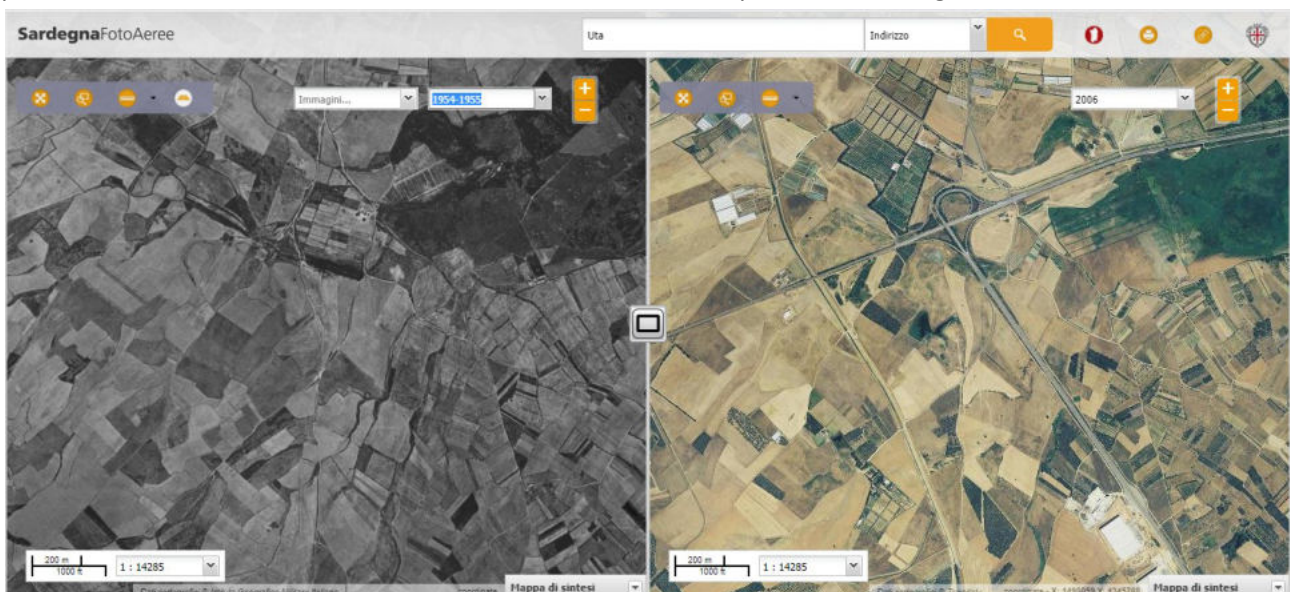 SardegnaFotoAeree
Uta
Indirizzo
Immagini...
1954-1955
2006
200 m
1000 ft
1 : 14285
Mappa di sintesi
200 m
1000 ft
1 : 14285
Mappa di sintesi